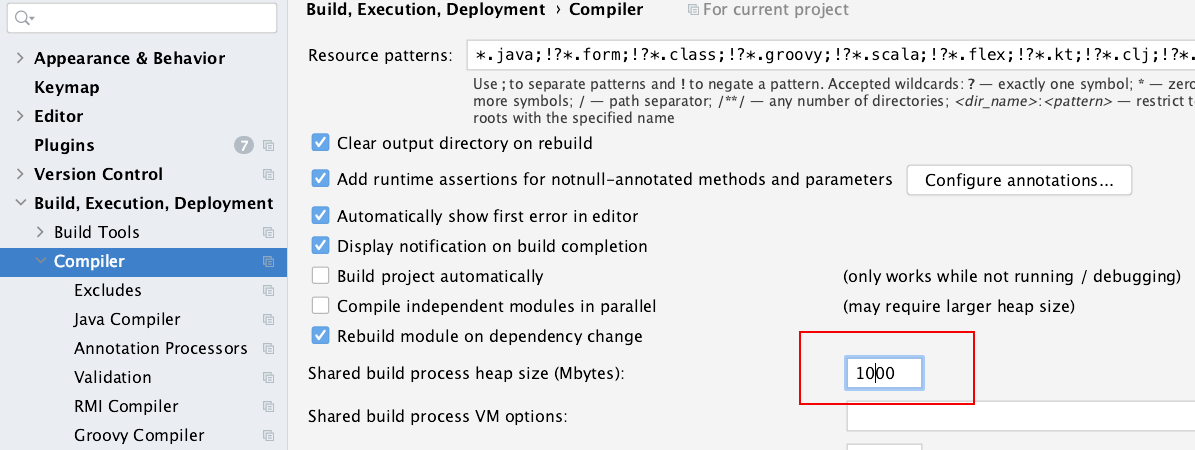 Build, Execution, Deployment › Compiler For current project
Appearance & Behavior
Keymap
Editor
Plugins 7
Version Control
Build, Execution, Deployment
Build Tools
Compiler
Excludes
Java Compiler
Annotation Processors
Validation
RMI Compiler
Groovy Compiler
Resource patterns: *.java;!?*.form;!?*.class;!?*.groovy;!?*.scala;!?*.flex;!?*.kt;!?*.clj;!?*.
Use ; to separate patterns and ! to negate a pattern. Accepted wildcards: ? — exactly one symbol; * — zero
more symbols; / — path separator; /**/ — any number of directories; <dir_name>:<pattern> — restrict t
roots with the specified name
Clear output directory on rebuild
Add runtime assertions for notnull-annotated methods and parameters Configure annotations...
Automatically show first error in editor
Display notification on build completion
Build project automatically (only works while not running / debugging)
Compile independent modules in parallel (may require larger heap size)
Rebuild module on dependency change
Shared build process heap size (Mbytes): 1000
Shared build process VM options: